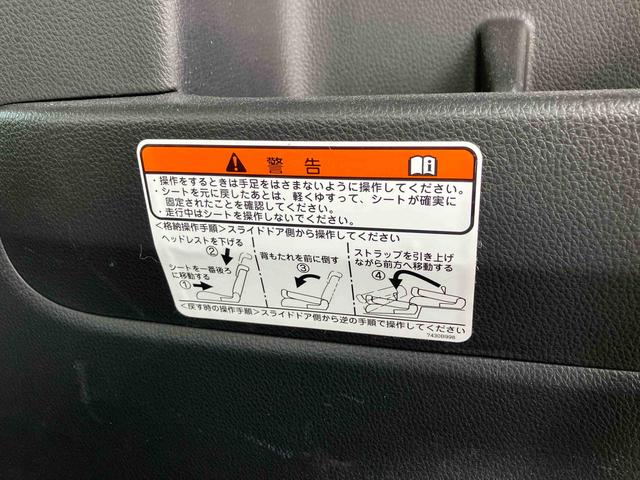 警告
・操作をするときは手足をはさまないように操作してください。
・シートを元に戻したあとは、軽くゆすって、シートが確実に
固定されたことを確認してください。
・走行中はシートを操作しないでください。
<格納操作手順>スライドドア側から操作してください
ヘッドレストを下げる
②
シートを一番後ろ
に移動する
①
背もたれを前に倒す
③
ストラップを引き上げ
ながら前方へ移動する
④
<戻す時の操作手順>スライドドア側から逆の手順で操作してください
7430B998